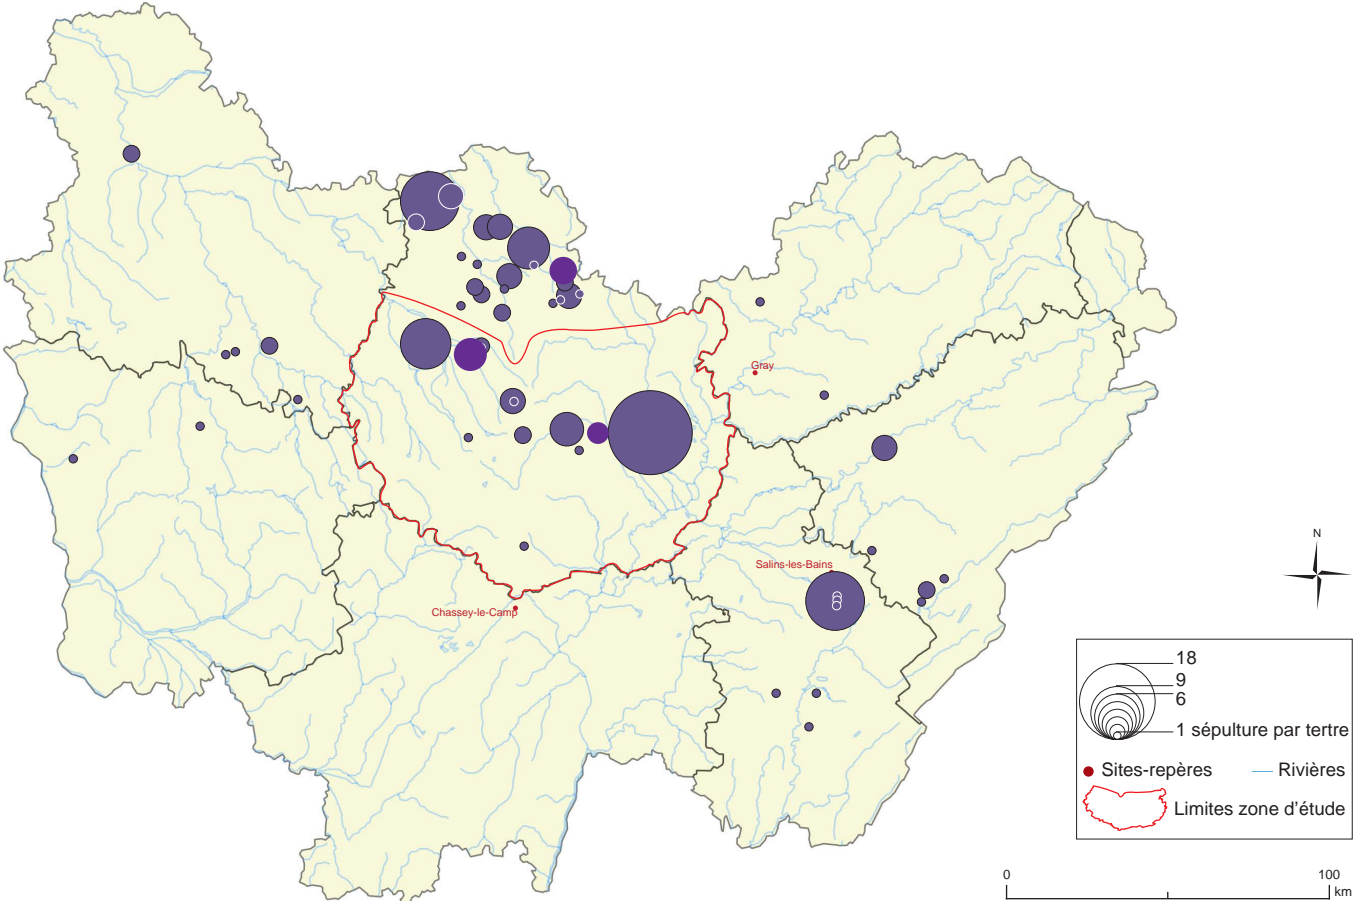 Gray
N
Salins-les-Bains
Chassey-le-Camp
18
9
6
1 sépulture par tertre
Sites-repères
Rivières
Limites zone d'étude
0
100
km